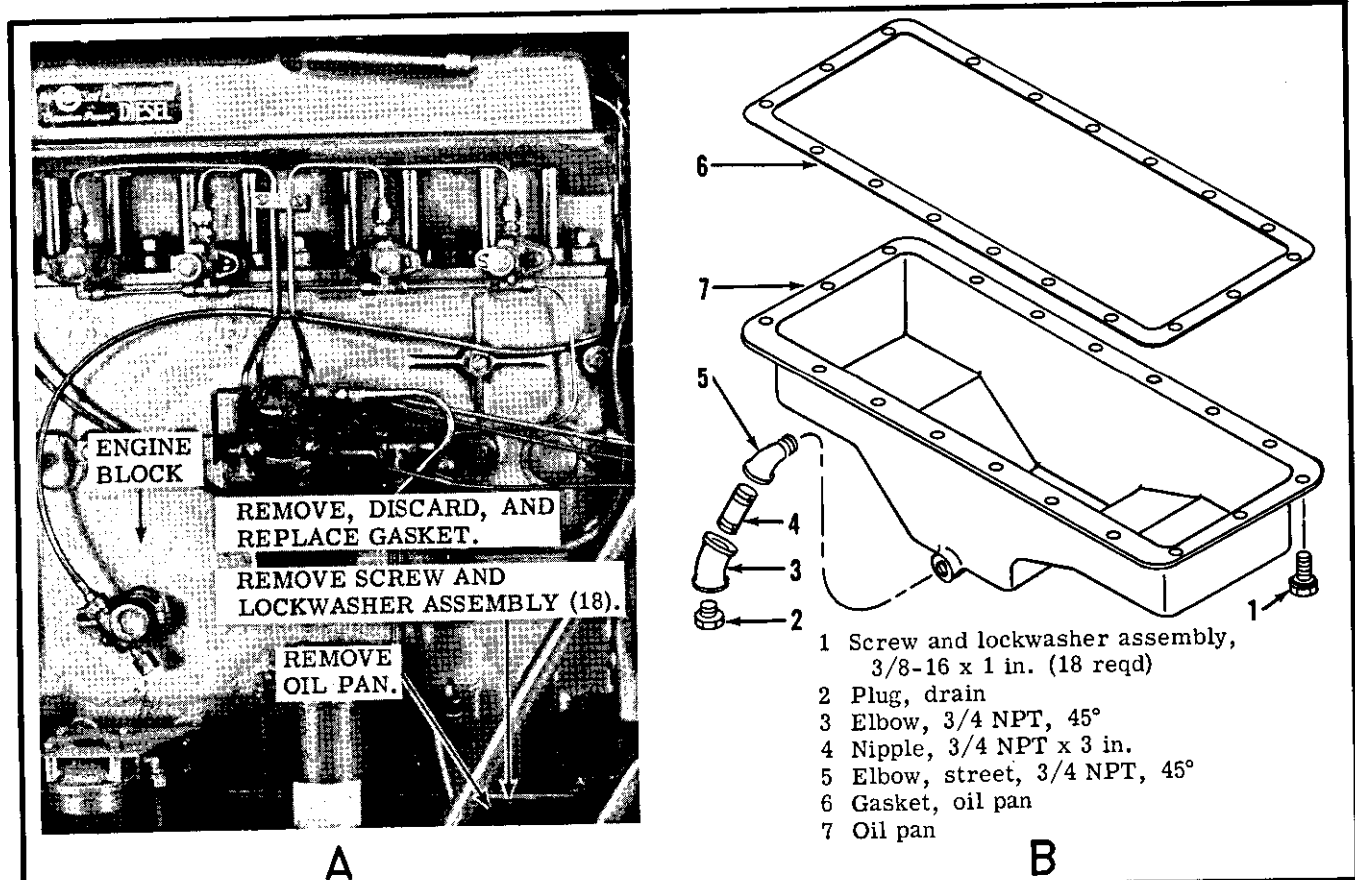 DIESEL
ENGINE
BLOCK
REMOVE, DISCARD, AND
REPLACE GASKET.
REMOVE SCREW AND
LOCKWASHER ASSEMBLY (18).
REMOVE
OIL PAN.
A
6
7
5
4
3
2
1
1 Screw and lockwasher assembly,
3/8-16 x 1 in. (18 reqd)
2 Plug, drain
3 Elbow, 3/4 NPT, 45°
4 Nipple, 3/4 NPT x 3 in.
5 Elbow, street, 3/4 NPT, 45°
6 Gasket, oil pan
7 Oil pan
B